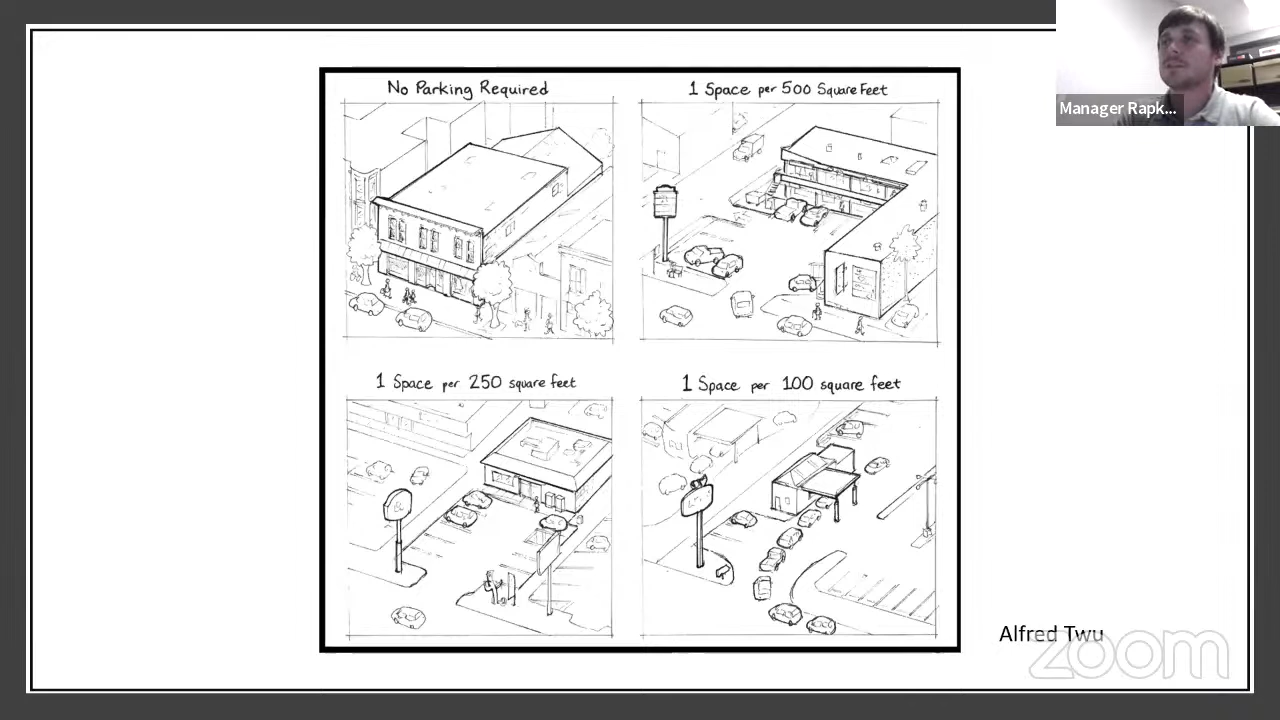 No Parking Required
1 Space per 500 Square Feet
Manager Rapk...
1 Space per 250 square feet
1 Space per 100 square feet
Alfred Twu
zoom